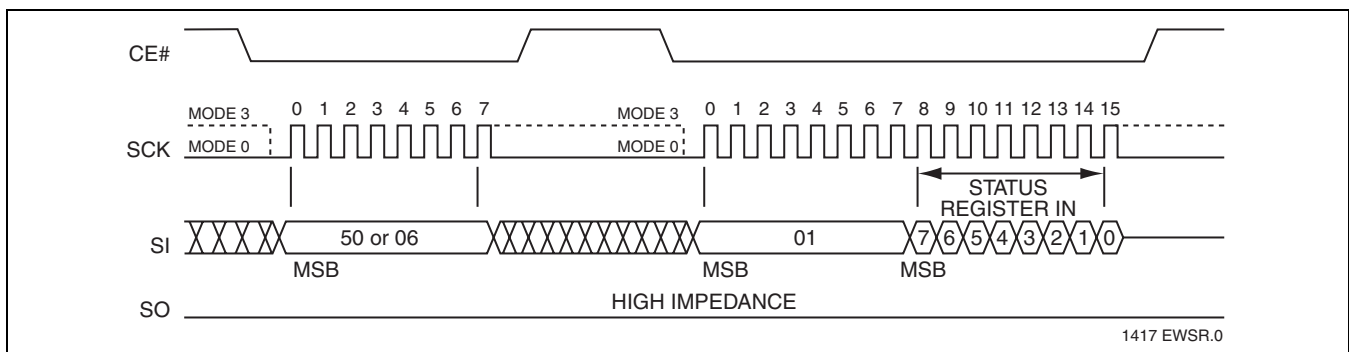 CE#
MODE 3 0 1 2 3 4 5 6 7 MODE 3 0 1 2 3 4 5 6 7 8 9 10 11 12 13 14 15
SCK MODE 0 MODE 0
STATUS
REGISTER IN
SI 50 or 06 01 7 6 5 4 3 2 1 0
MSB MSB MSB
SO HIGH IMPEDANCE
1417 EWSR.0